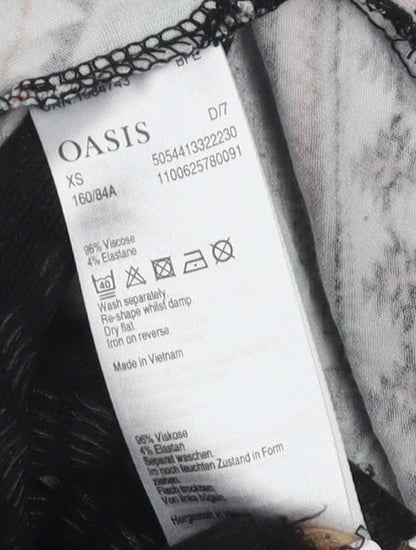 OASIS
D/7
XS
5054413322230
160/84A
1100625780091
96% Viscose
4% Elastane
40
Wash separately.
Re-shape whilst damp.
Dry flat.
Iron on reverse.
Made in Vietnam
96% Viskose
4% Elastan
Separat waschen.
Im noch feuchten Zustand in Form
ziehen.
Flach trocknen.
Von links bügeln.
Hergestellt in